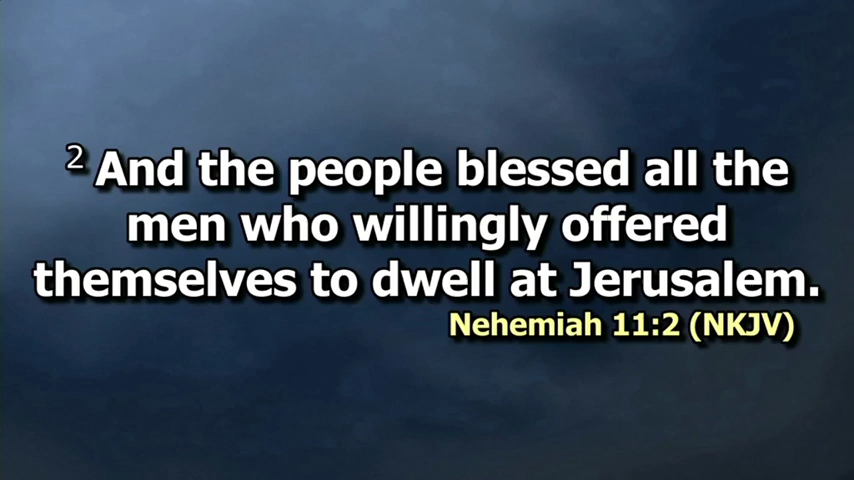 2 And the people blessed all the
men who willingly offered
themselves to dwell at Jerusalem.
Nehemiah 11:2 (NKJV)